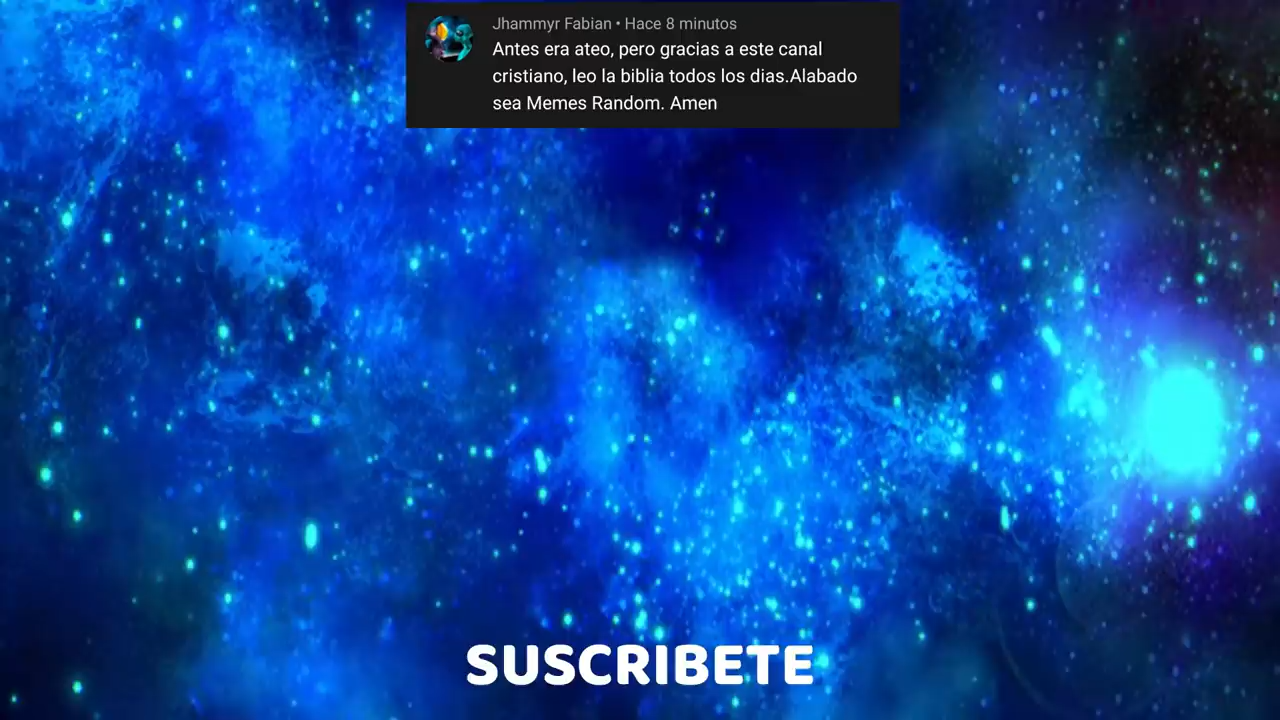 Jhammyr Fabian • Hace 8 minutos
Antes era ateo, pero gracias a este canal
cristiano, leo la biblia todos los dias.Alabado
sea Memes Random. Amen
SUSCRIBETE